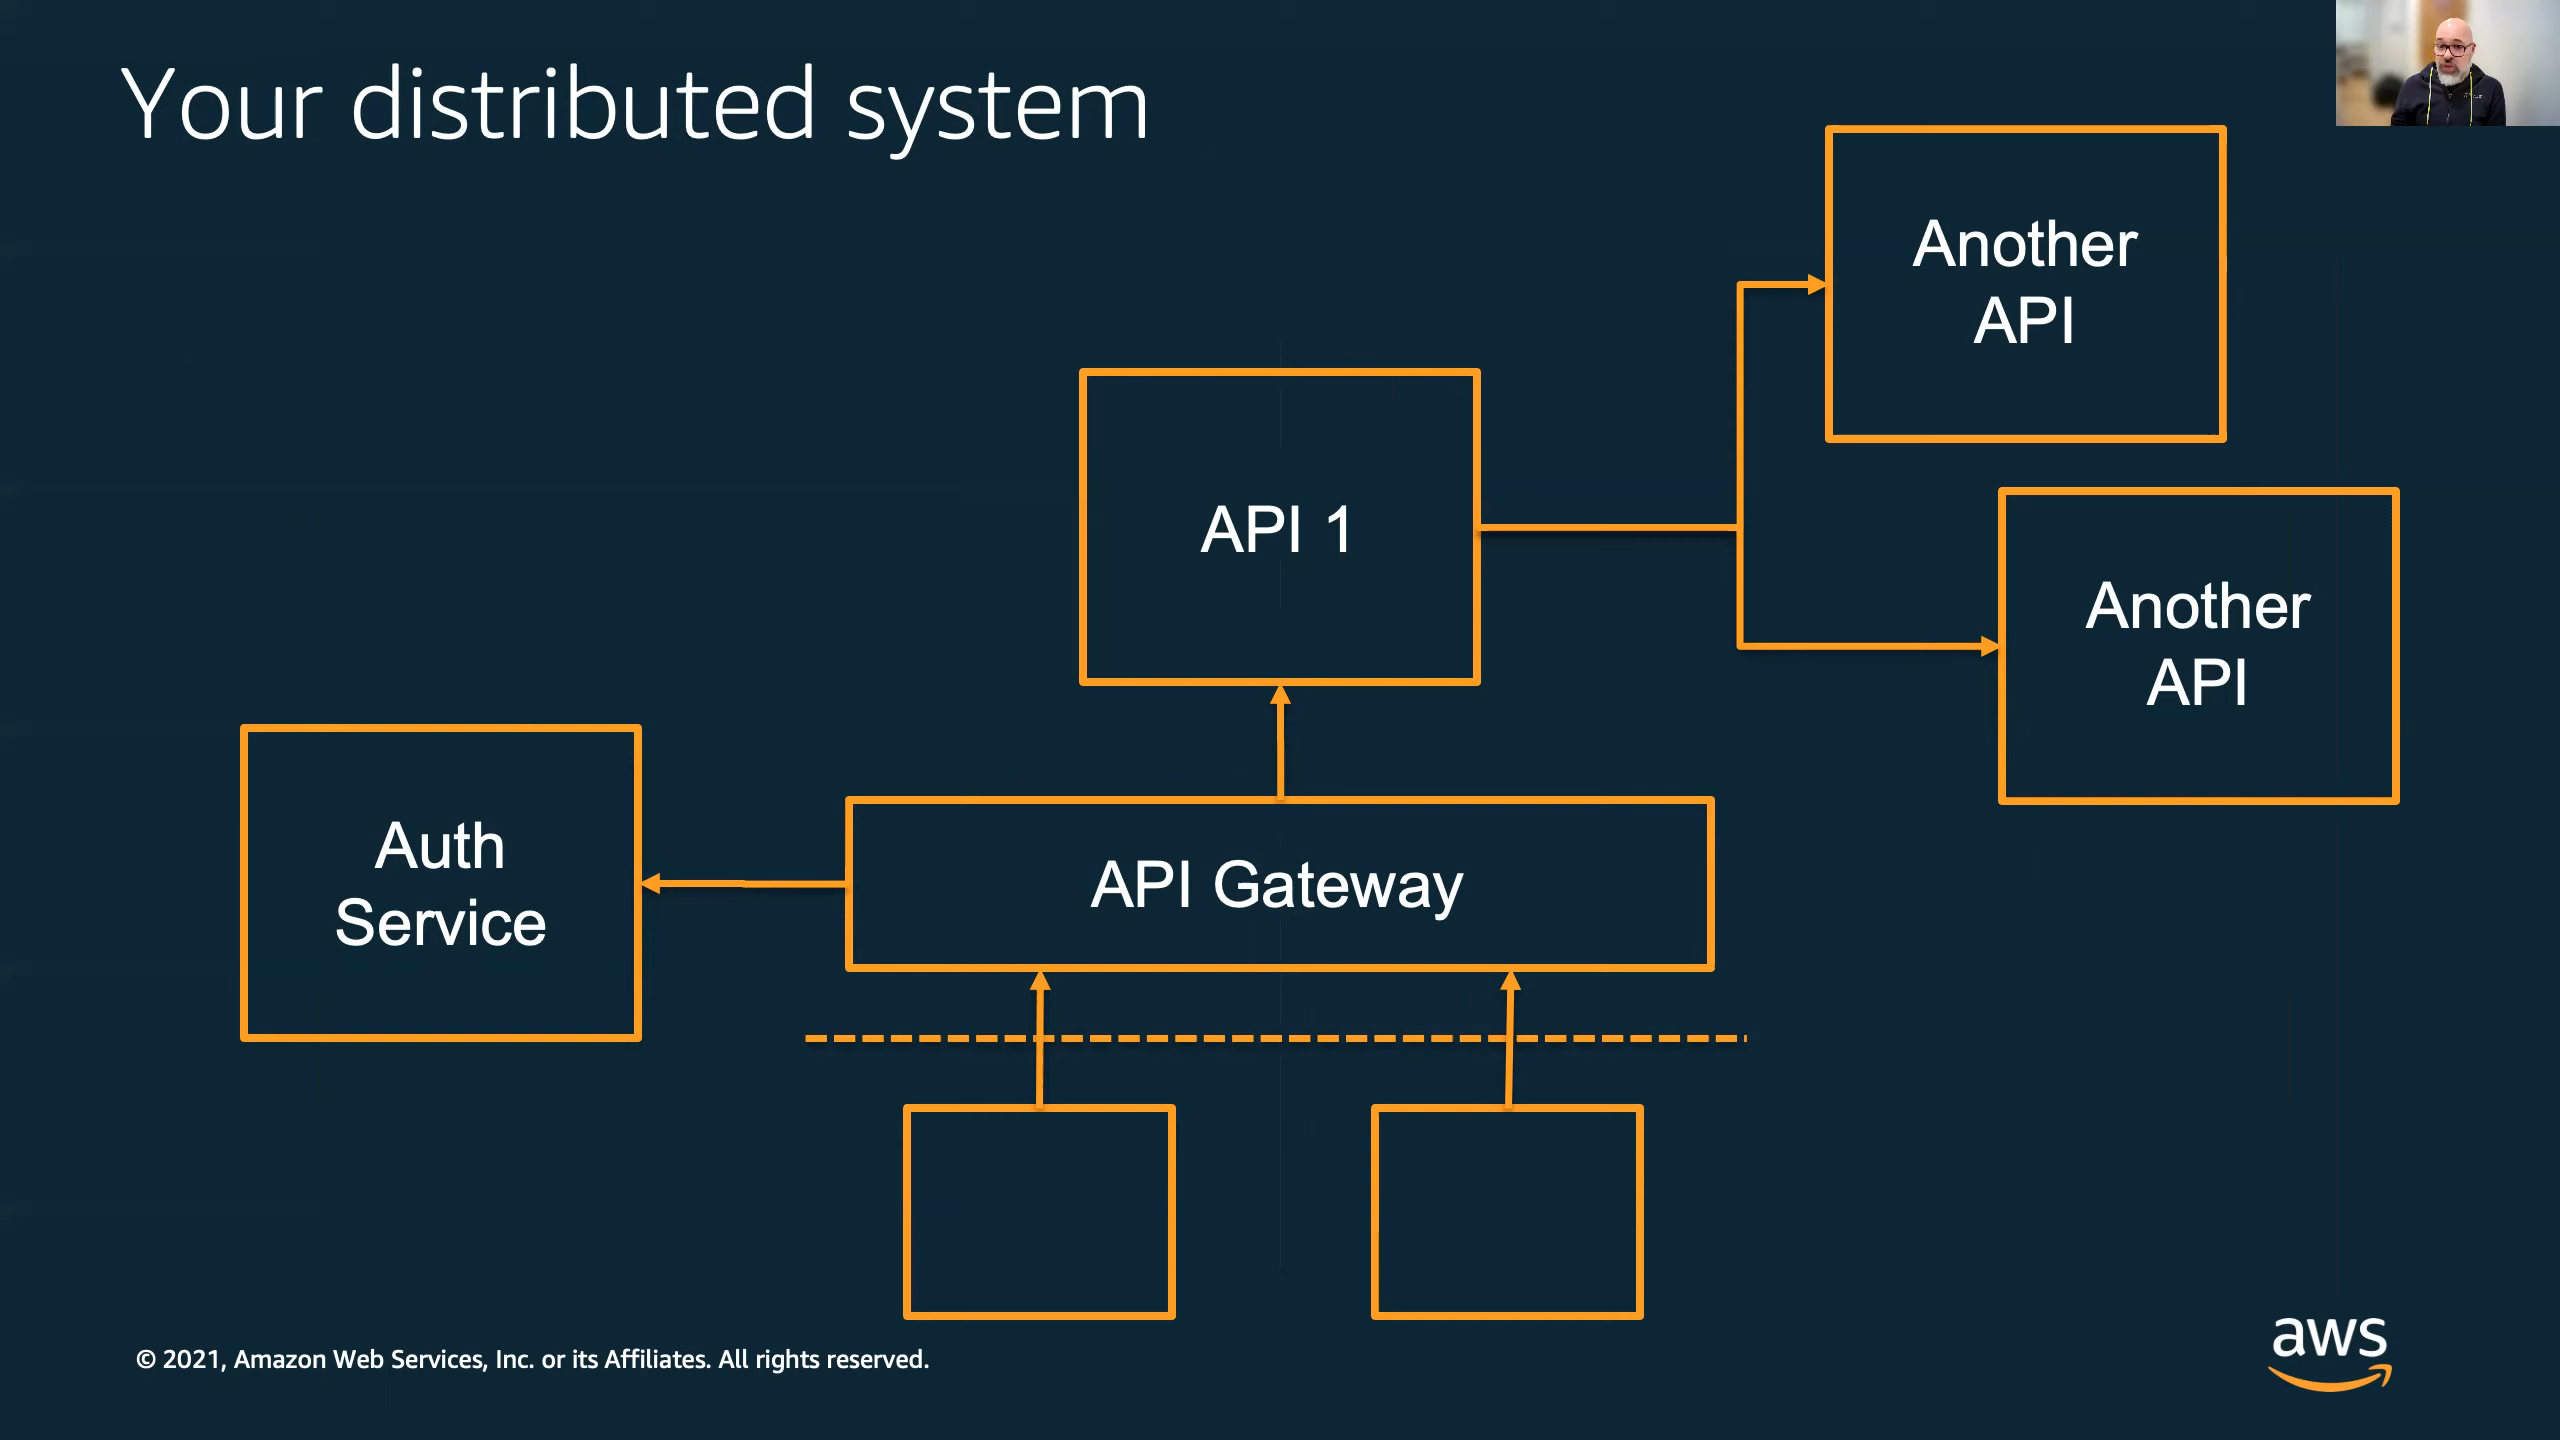 Your distributed system
Another
API
API 1
Another
API
Auth
Service
API Gateway
© 2021, Amazon Web Services, Inc. or its Affiliates. All rights reserved.
aws